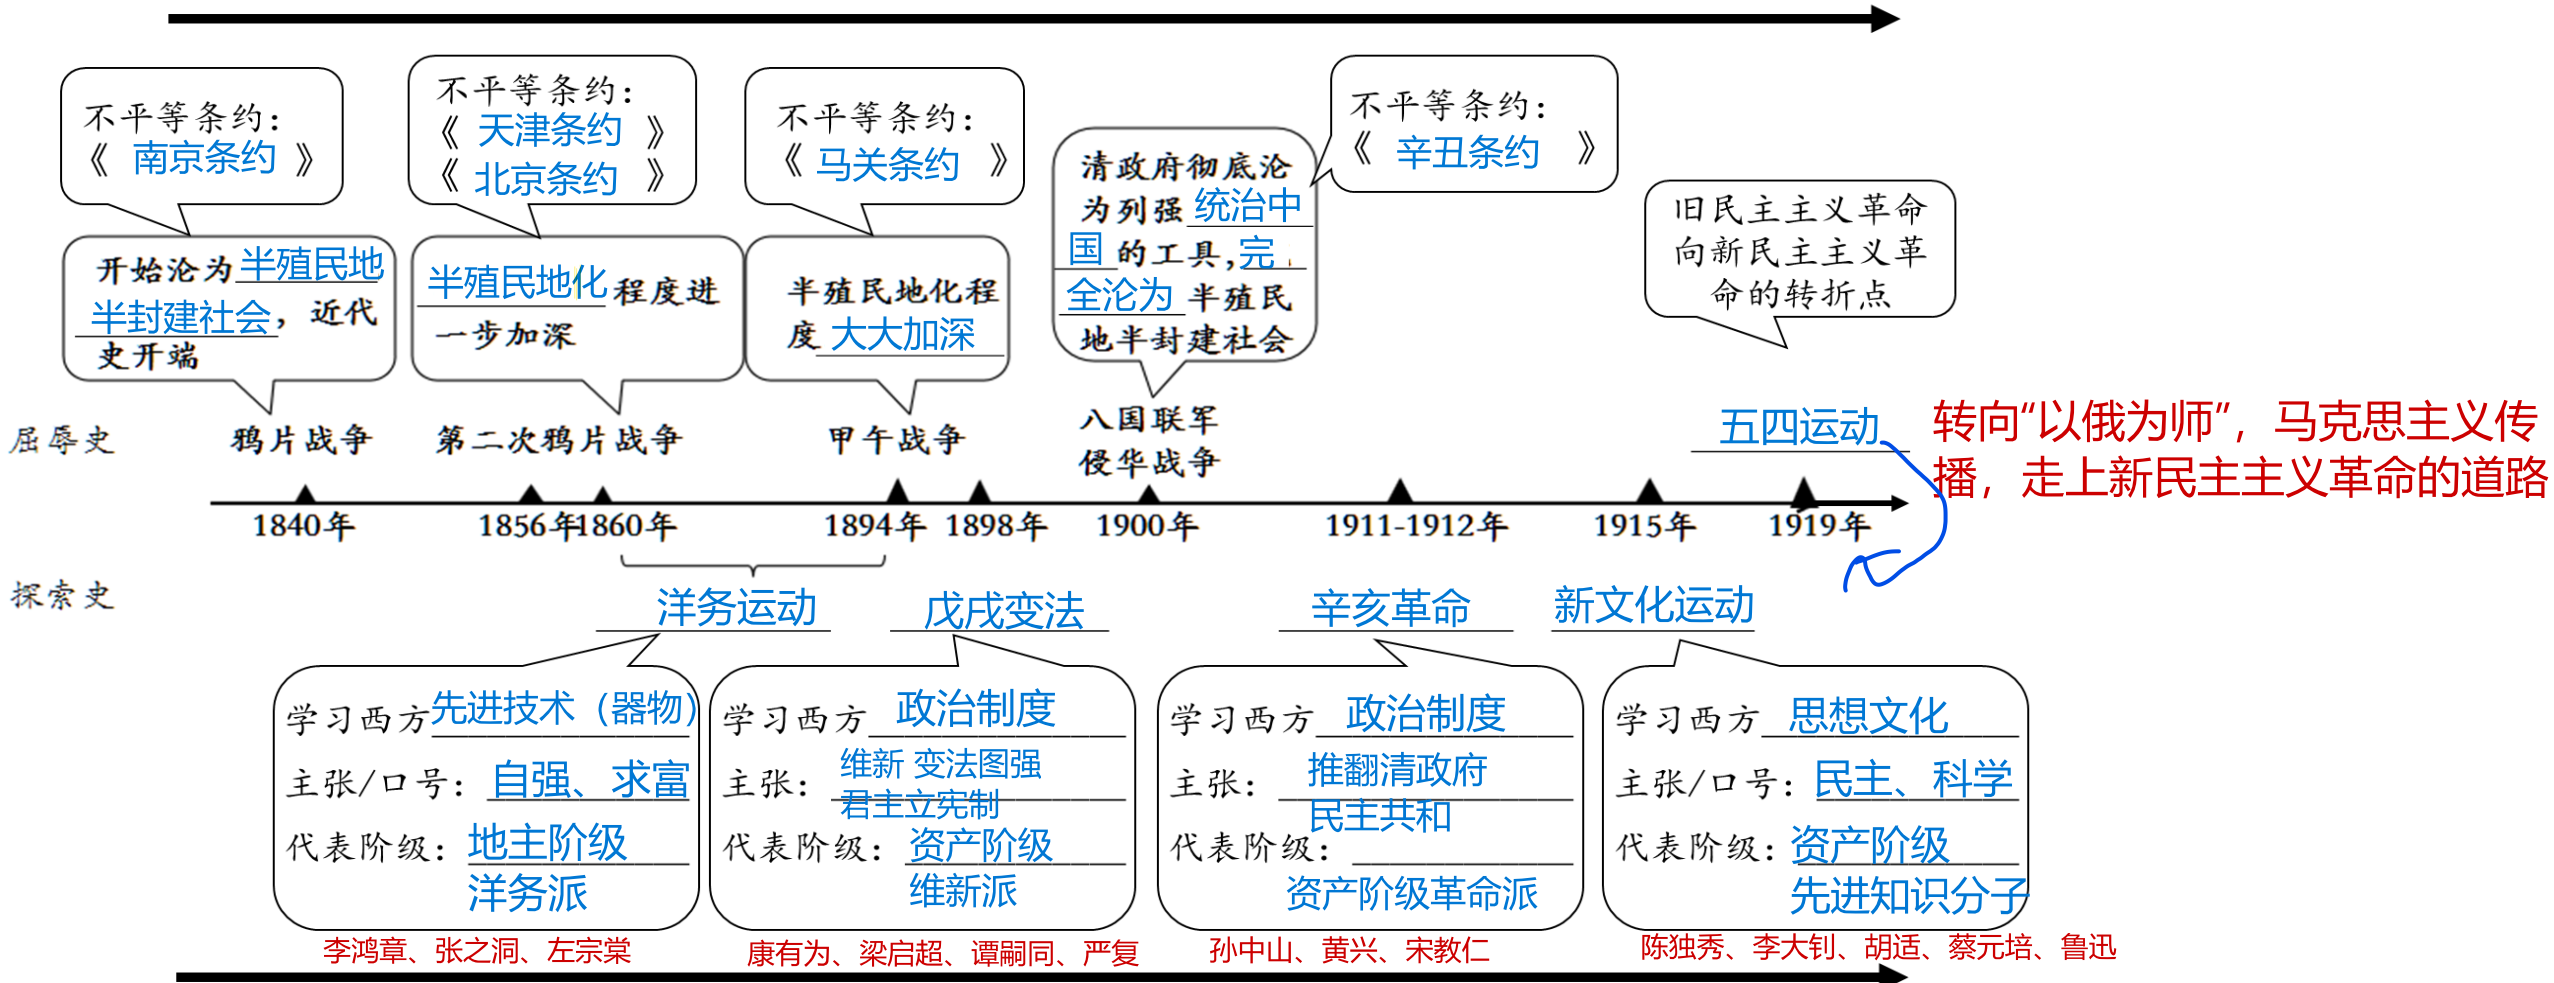 不平等条约：
《 南京条约 》
不平等条约：
《 天津条约 》
《 北京条约 》
不平等条约：
《 马关条约 》
不平等条约：
《 辛丑条约 》
开始沦为半殖民地
半封建社会，近代
史开端
半殖民地化程度进
一步加深
半殖民地化程
度大大加深
清政府彻底沦
为列强统治中
国的工具,完
全沦为半殖民
地半封建社会
旧民主主义革命
向新民主主义革
命的转折点
屈辱史
鸦片战争
第二次鸦片战争
甲午战争
八国联军
侵华战争
五四运动
转向“以俄为师”，马克思主义传
播，走上新民主主义革命的道路
1840年
1856年
1860年
1894年
1898年
1900年
1911-1912年
1915年
1919年
探索史
洋务运动
戊戌变法
辛亥革命
新文化运动
学习西方先进技术（器物）
主张/口号：自强、求富
代表阶级：地主阶级
洋务派
李鸿章、张之洞、左宗棠
学习西方政治制度
主张：维新 变法图强
君主立宪制
代表阶级：资产阶级
维新派
康有为、梁启超、谭嗣同、严复
学习西方政治制度
主张：推翻清政府
民主共和
代表阶级：
资产阶级革命派
孙中山、黄兴、宋教仁
学习西方思想文化
主张/口号：民主、科学
代表阶级：资产阶级
先进知识分子
陈独秀、李大钊、胡适、蔡元培、鲁迅